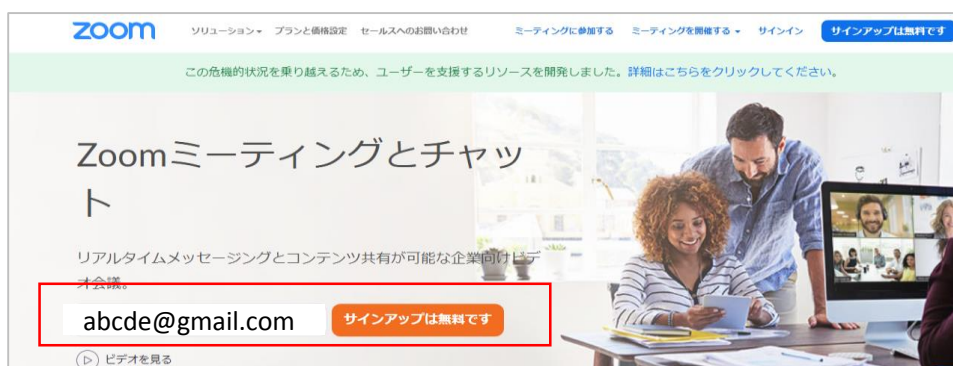 zoom ソリューション プランと価格設定 セールスへのお問い合わせ ミーティングに参加する ミーティングを開催する サインイン サインアップは無料です
この危機的状況を乗り越えるため、ユーザーを支援するリソースを開発しました。詳細はこちらをクリックしてください。
Zoomミーティングとチャッ
ト
リアルタイムメッセージングとコンテンツ共有が可能な企業向けビデ
オ会議。
abcde@gmail.com サインアップは無料です
ビデオを見る